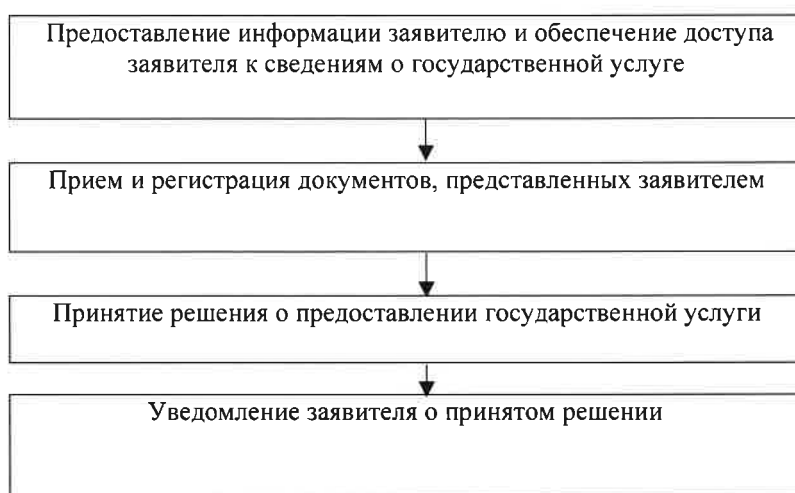 Предоставление информации заявителю и обеспечение доступа
заявителя к сведениям о государственной услуге
Прием и регистрация документов, представленных заявителем
Принятие решения о предоставлении государственной услуги
Уведомление заявителя о принятом решении